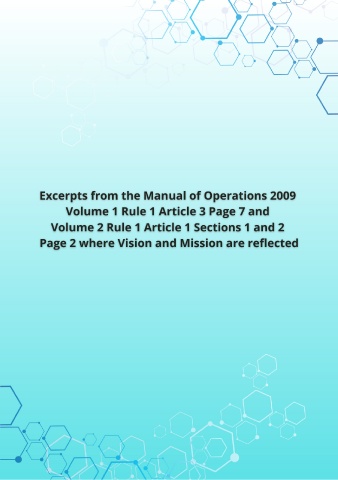 Excerpts from the Manual of Operations 2009
Volume 1 Rule 1 Article 3 Page 7 and
Volume 2 Rule 1 Article 1 Sections 1 and 2
Page 2 where Vision and Mission are reflected